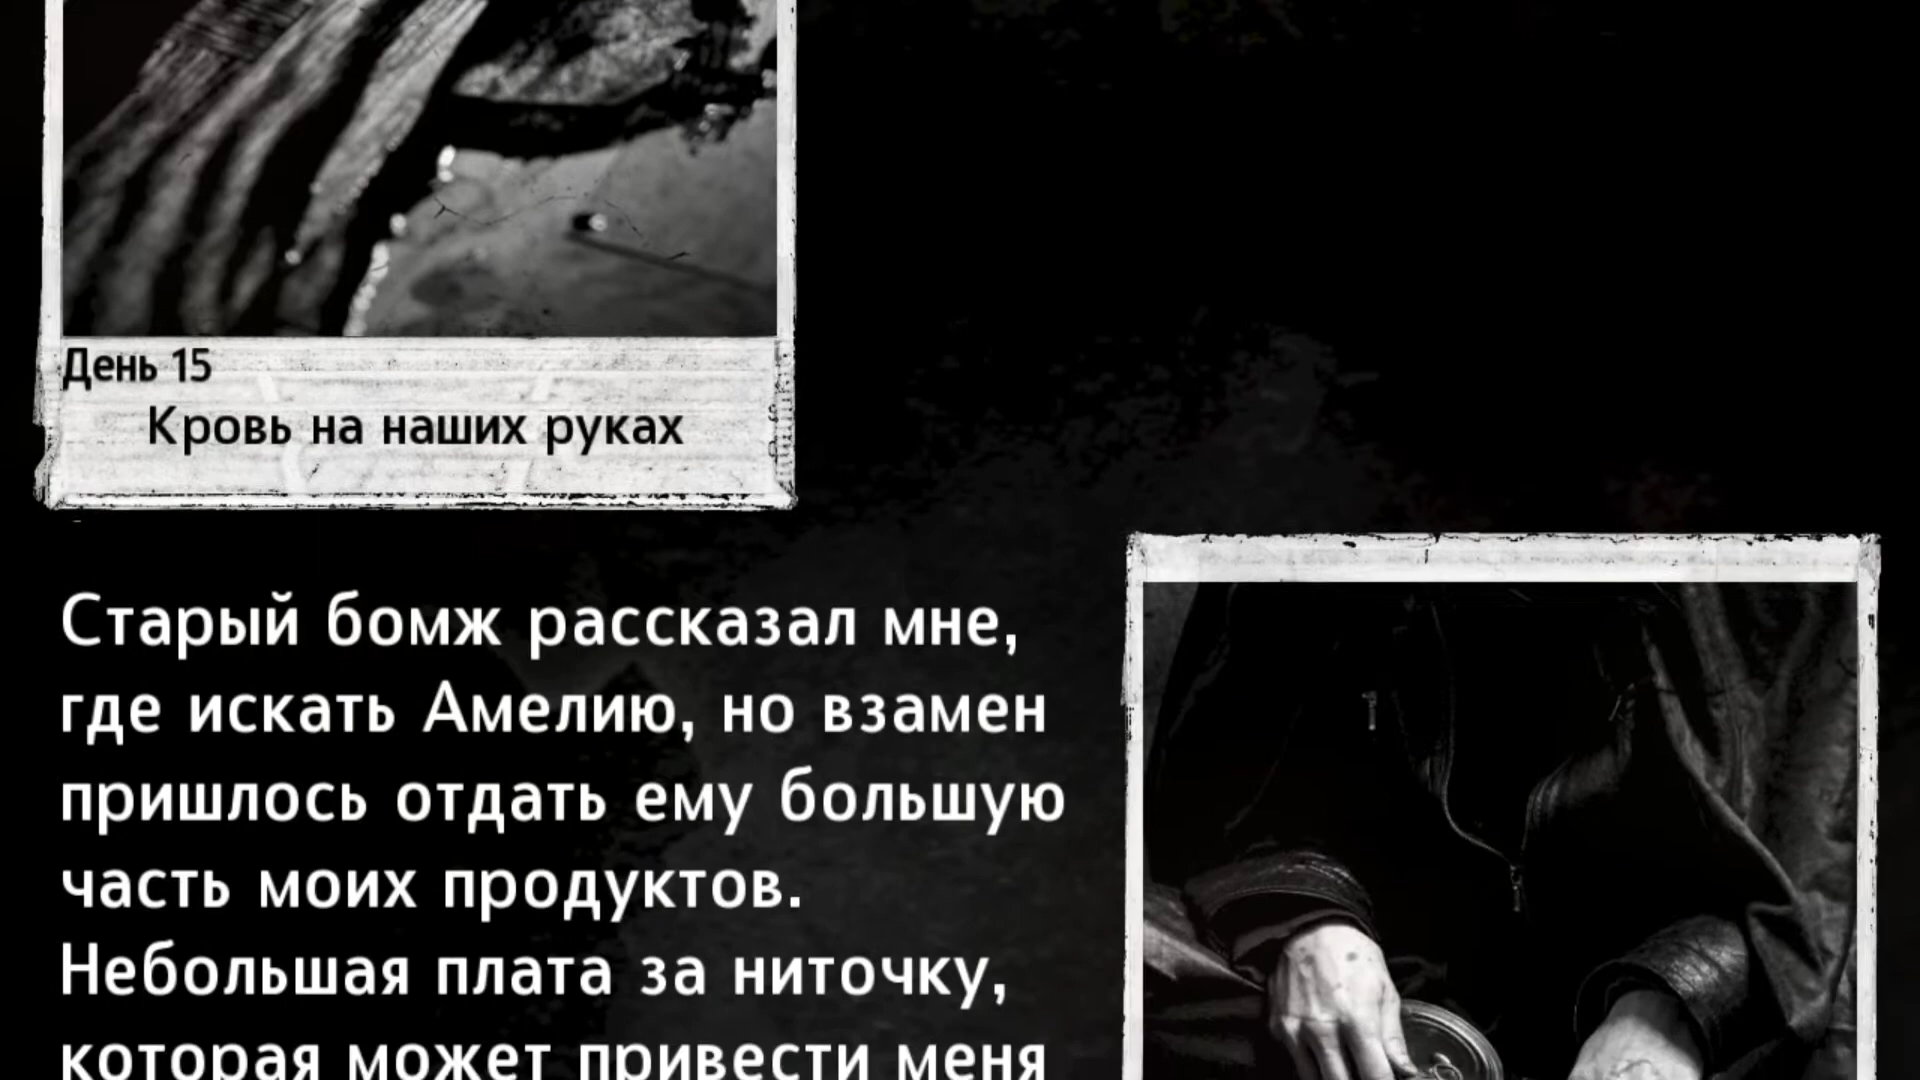 День 15
Кровь на наших руках
Старый бомж рассказал мне,
где искать Амелию, но взамен
пришлось отдать ему большую
часть моих продуктов.
Небольшая плата за ниточку,
которая может привести меня